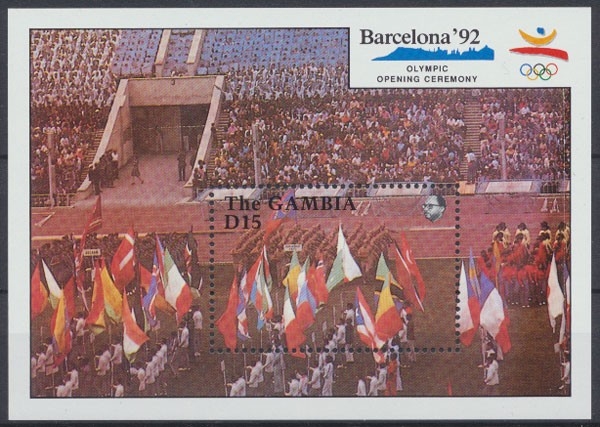 Barcelona '92
OLYMPIC
OPENING CEREMONY
The GAMBIA
D15